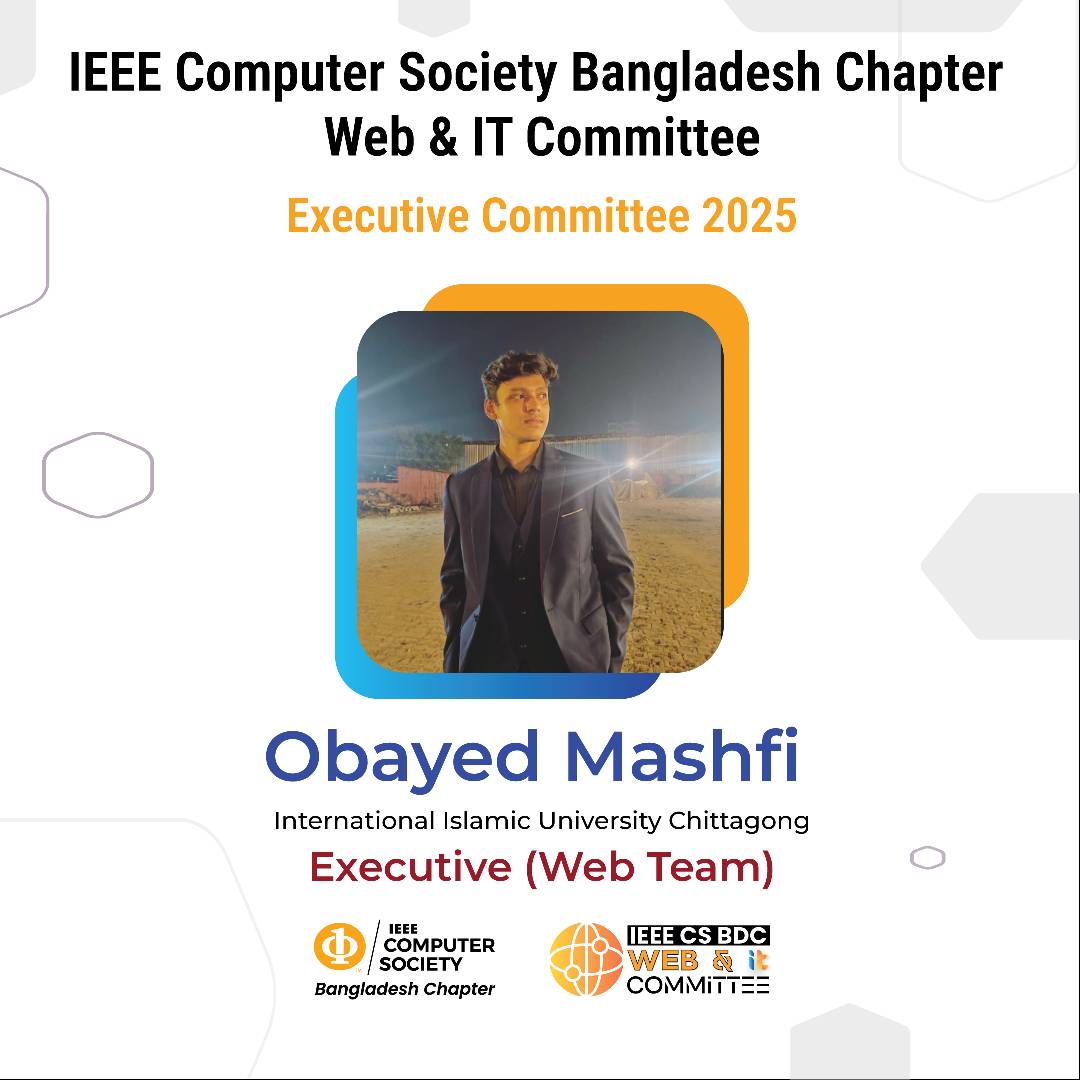 IEEE Computer Society Bangladesh Chapter
Web & IT Committee
Executive Committee 2025
Obayed Mashfi
International Islamic University Chittagong
Executive (Web Team)
IEEE
COMPUTER
SOCIETY
Bangladesh Chapter
IEEE CS BDC
WEB & it
COMMiTTEE